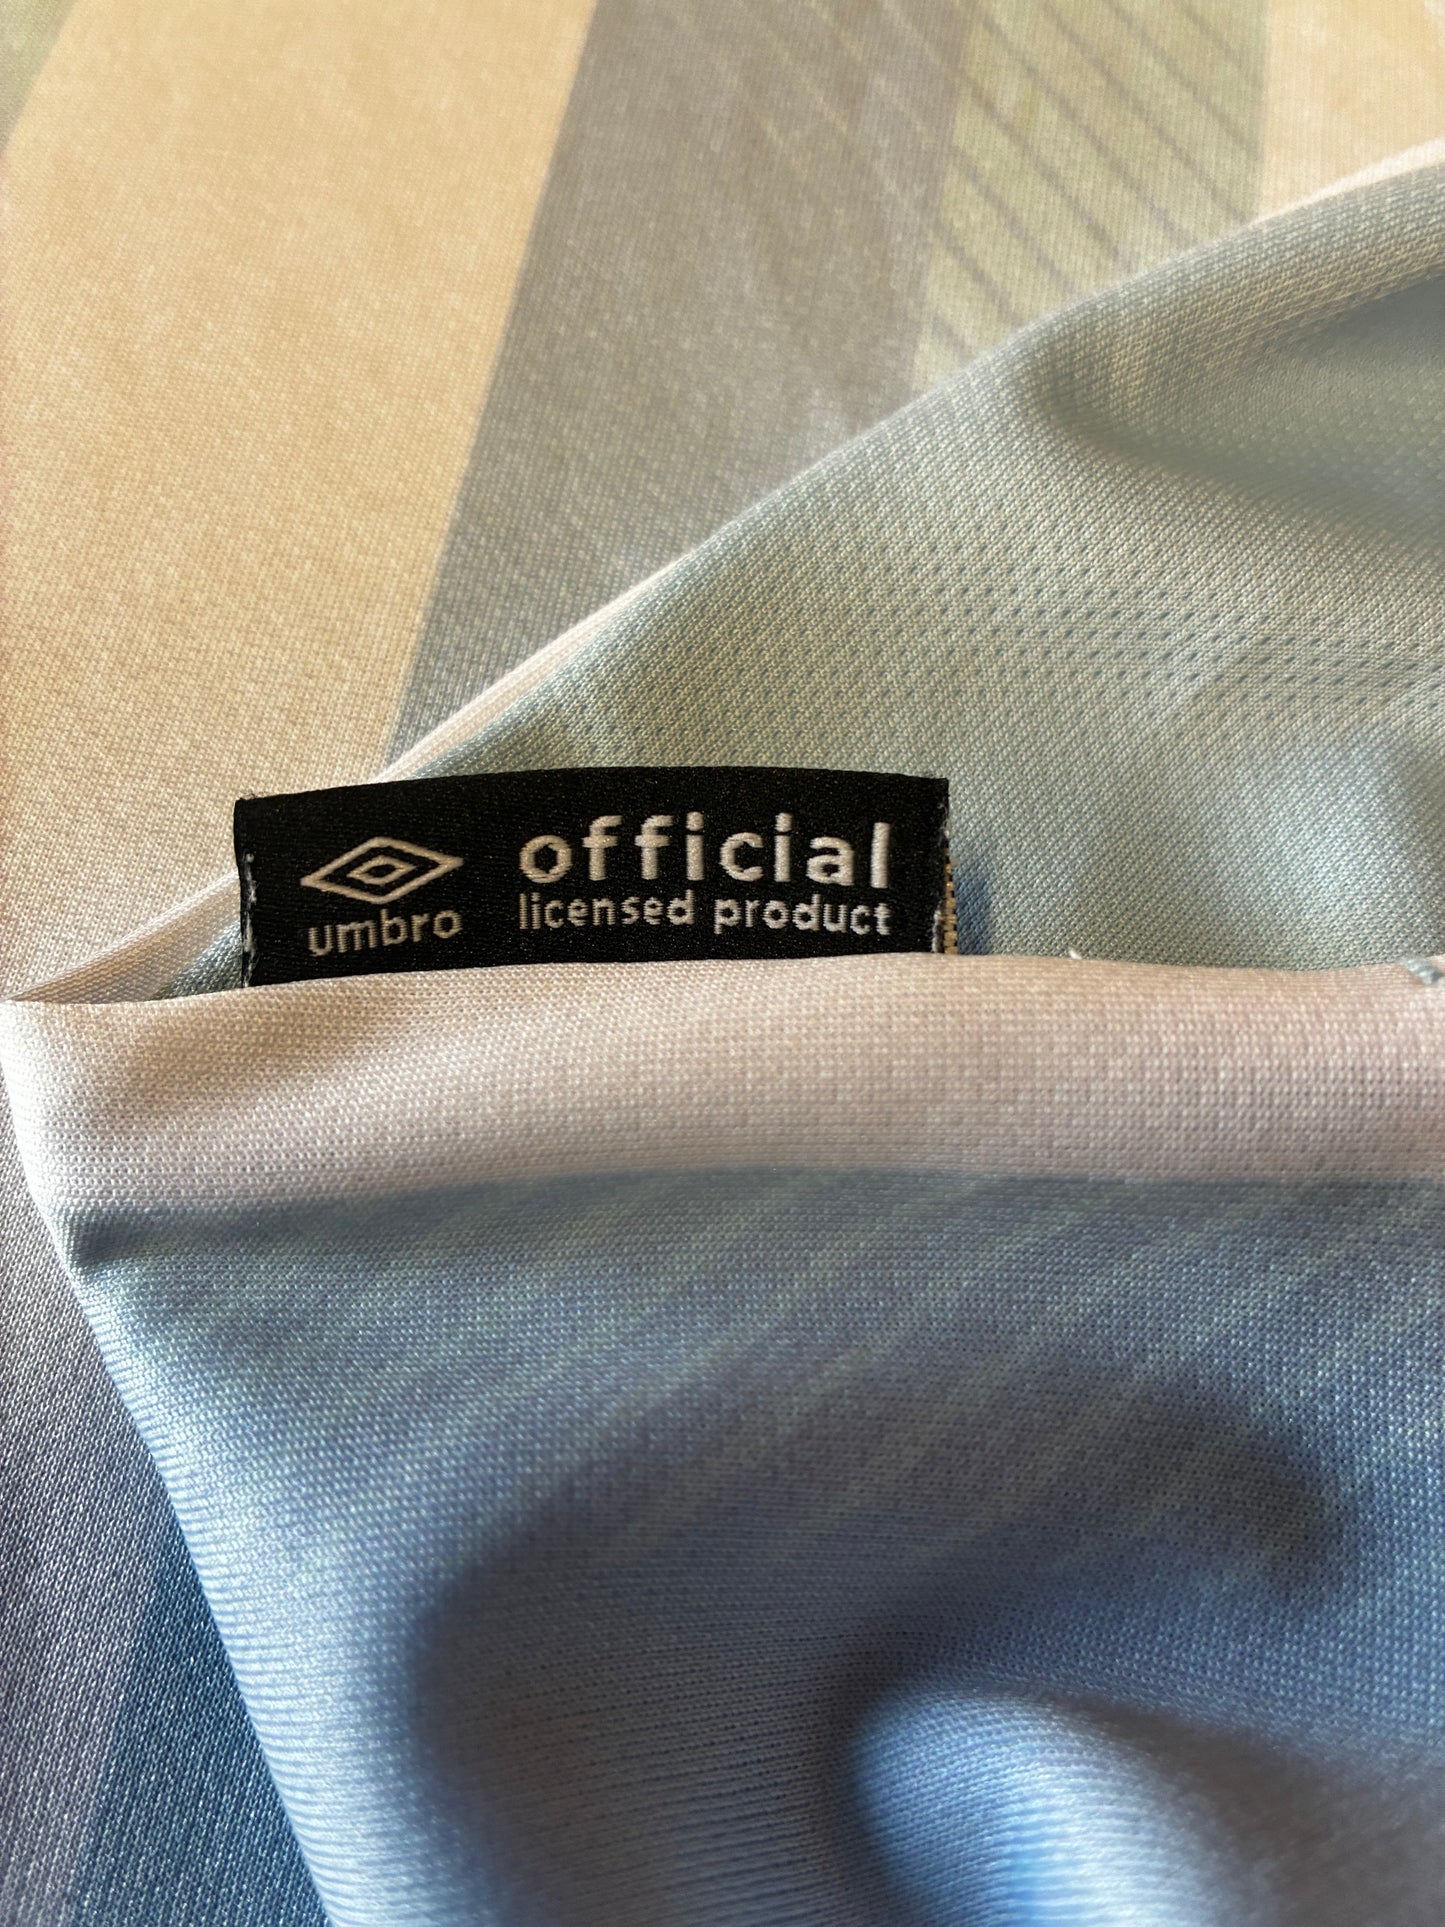 official
licensed product
umbro